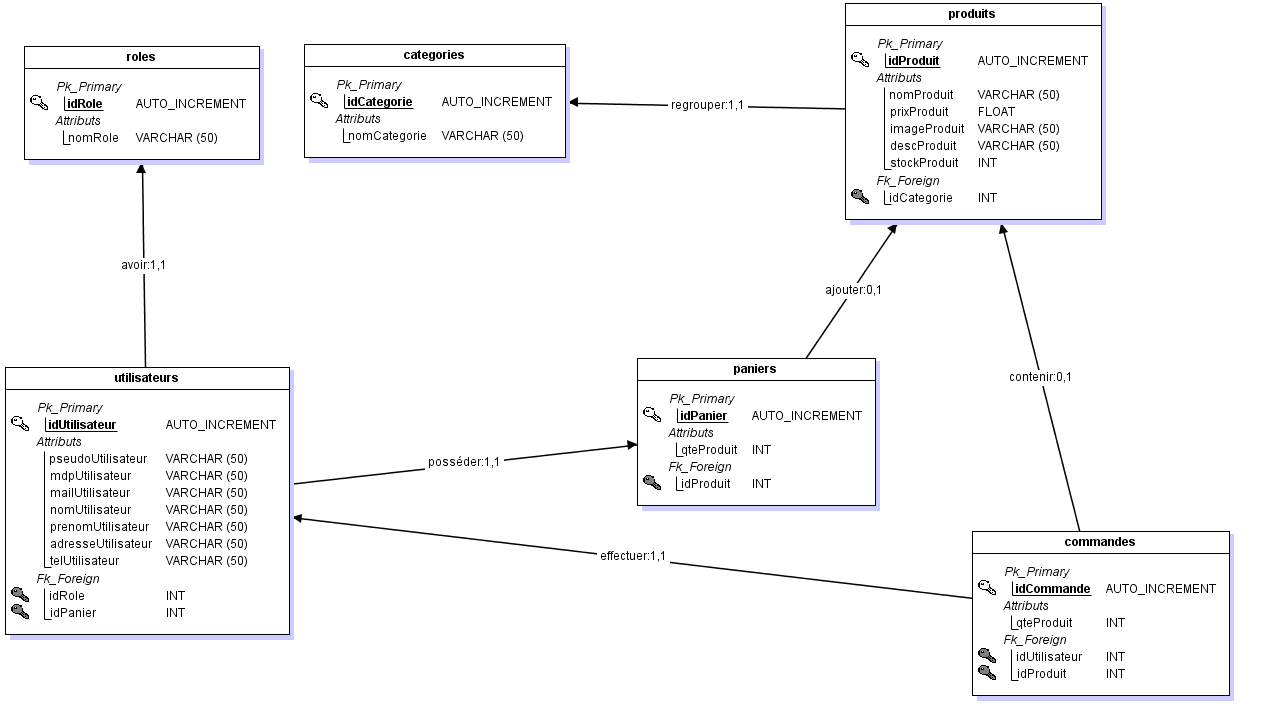 roles
Pk_Primary
idRole AUTO_INCREMENT
Attributs
nomRole VARCHAR (50)
categories
Pk_Primary
idCategorie AUTO_INCREMENT
Attributs
nomCategorie VARCHAR (50)
regrouper:1,1
produits
Pk_Primary
idProduit AUTO_INCREMENT
Attributs
nomProduit VARCHAR (50)
prixProduit FLOAT
imageProduit VARCHAR (50)
descProduit VARCHAR (50)
stockProduit INT
Fk_Foreign
idCategorie INT
avoir:1,1
ajouter:0,1
contenir:0,1
utilisateurs
Pk_Primary
idUtilisateur AUTO_INCREMENT
Attributs
pseudoUtilisateur VARCHAR (50)
mdpUtilisateur VARCHAR (50)
mailUtilisateur VARCHAR (50)
nomUtilisateur VARCHAR (50)
prenomUtilisateur VARCHAR (50)
adresseUtilisateur VARCHAR (50)
telUtilisateur VARCHAR (50)
Fk_Foreign
idRole INT
idPanier INT
posséder:1,1
paniers
Pk_Primary
idPanier AUTO_INCREMENT
Attributs
qteProduit INT
Fk_Foreign
idProduit INT
effectuer:1,1
commandes
Pk_Primary
idCommande AUTO_INCREMENT
Attributs
qteProduit INT
Fk_Foreign
idUtilisateur INT
idProduit INT